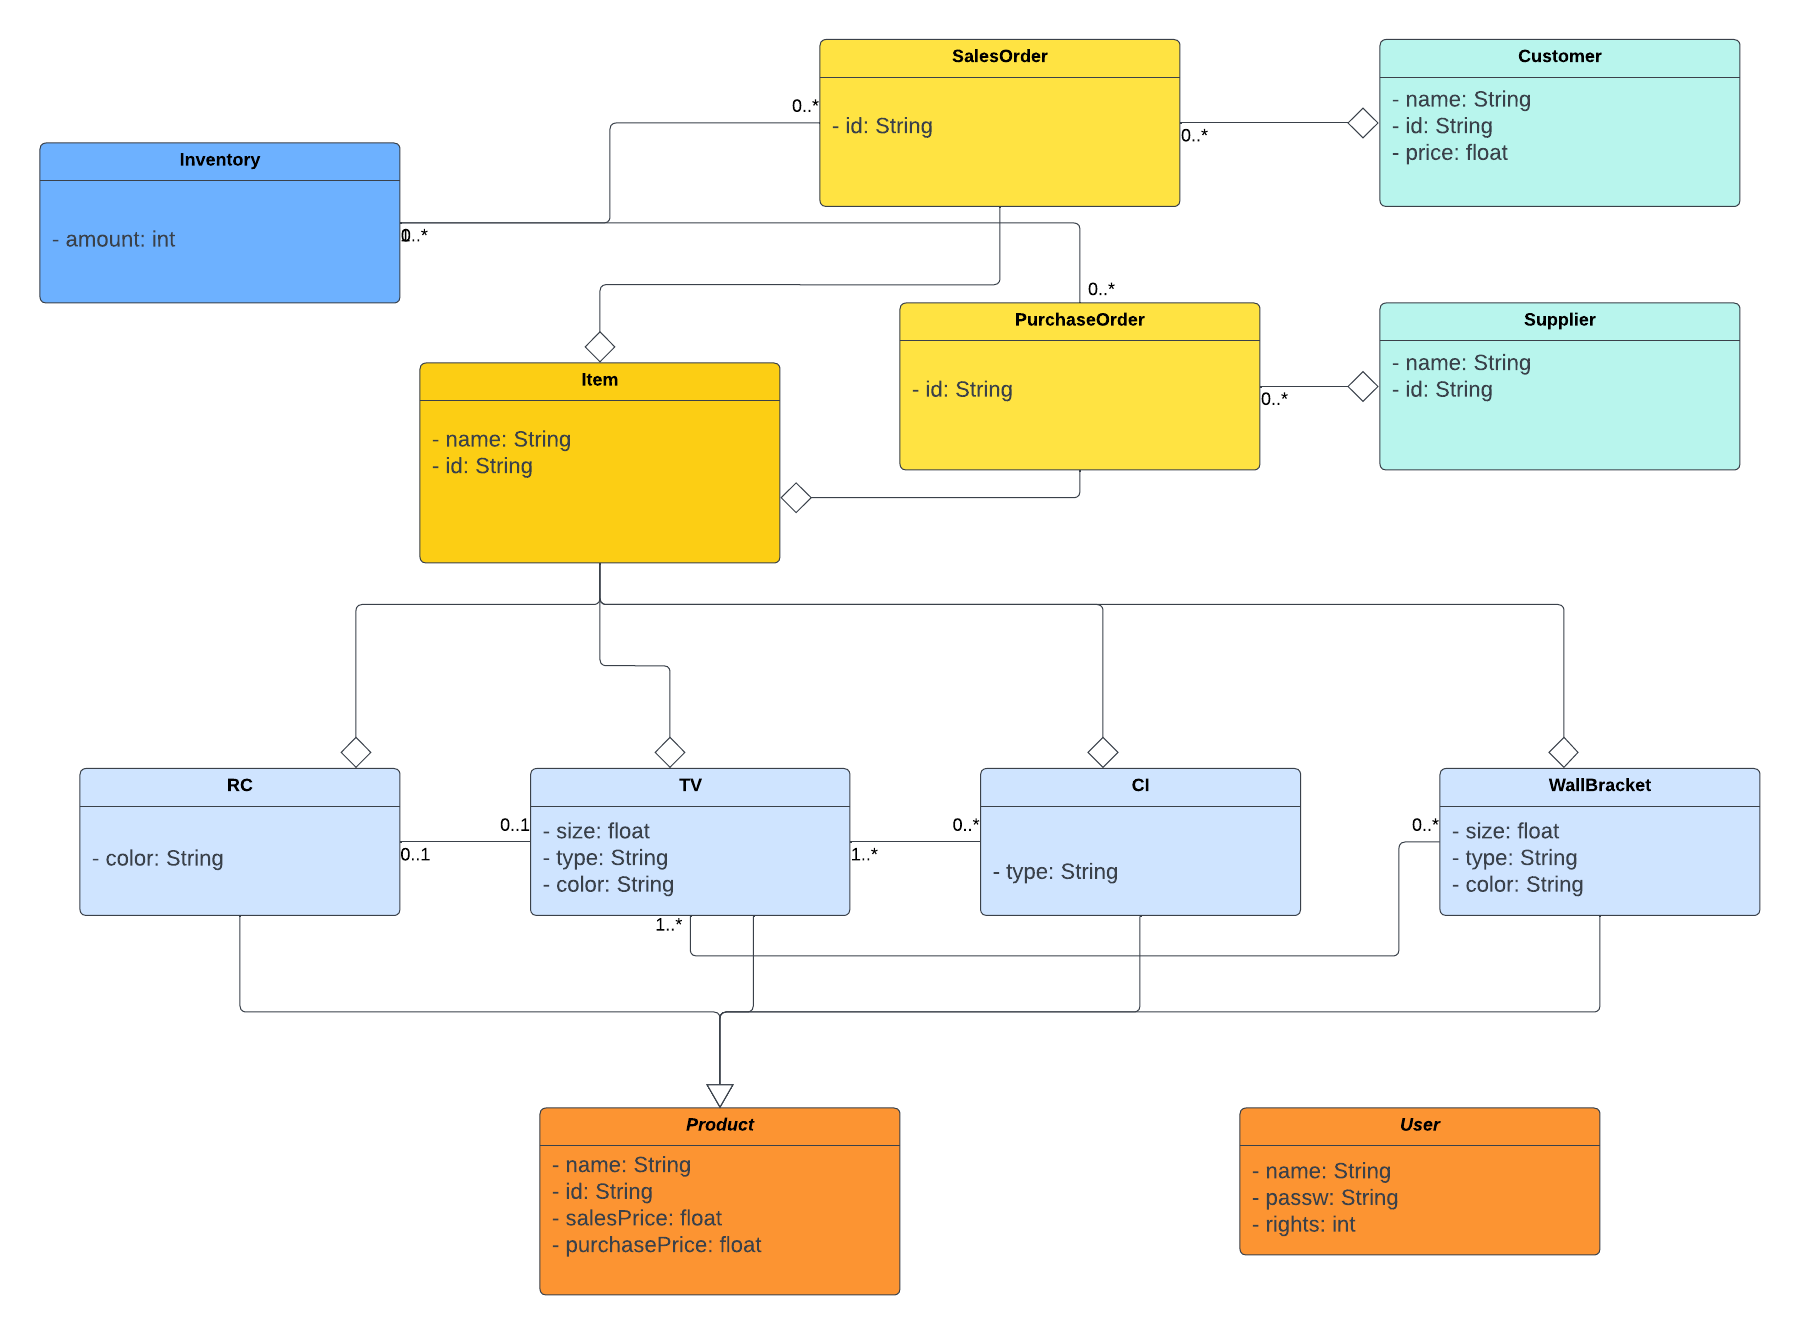 SalesOrder
- id: String
Customer
- name: String
- id: String
- price: float
0..*
0..*
Inventory
- amount: int
0..*
0..*
PurchaseOrder
- id: String
Supplier
- name: String
- id: String
0..*
Item
- name: String
- id: String
RC
- color: String
0..1
0..1
TV
- size: float
- type: String
- color: String
0..*
1..*
CI
- type: String
0..*
WallBracket
- size: float
- type: String
- color: String
1..*
Product
- name: String
- id: String
- salesPrice: float
- purchasePrice: float
User
- name: String
- passw: String
- rights: int